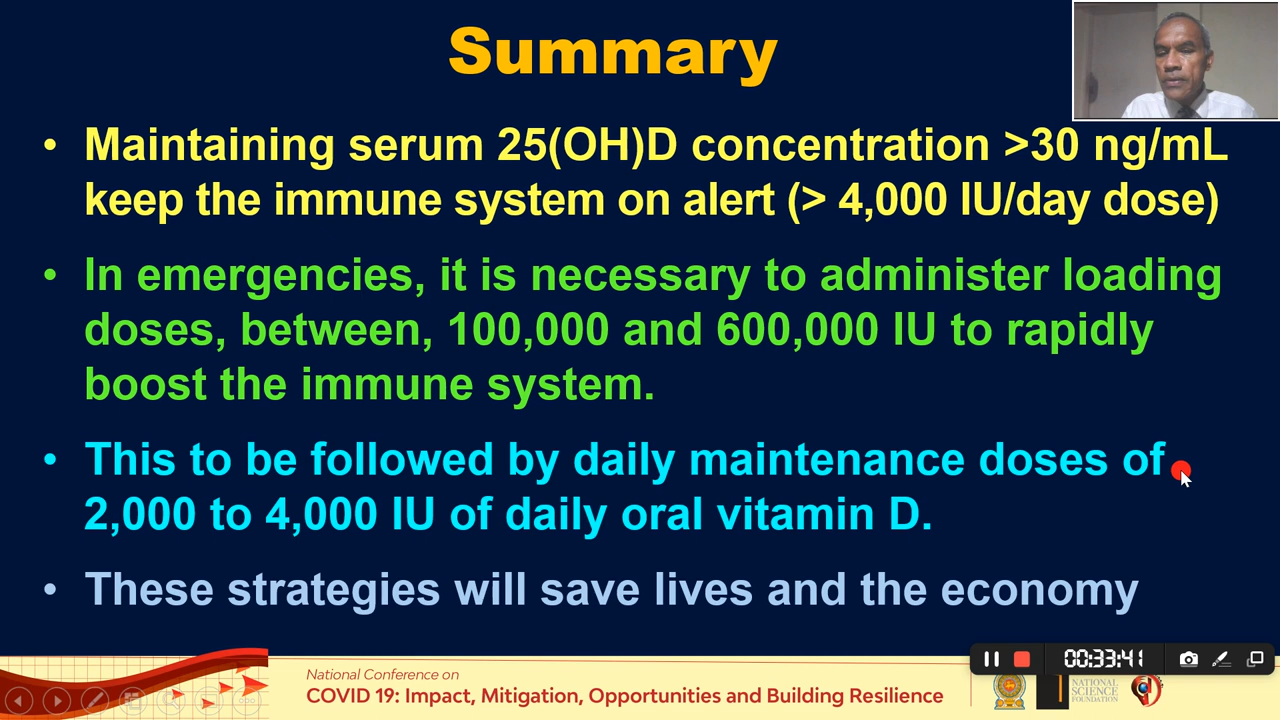 Summary
• Maintaining serum 25(OH)D concentration >30 ng/mL
keep the immune system on alert (> 4,000 IU/day dose)
• In emergencies, it is necessary to administer loading
doses, between, 100,000 and 600,000 IU to rapidly
boost the immune system.
• This to be followed by daily maintenance doses of
2,000 to 4,000 IU of daily oral vitamin D.
• These strategies will save lives and the economy
00:33:41
National Conference on
COVID 19: Impact, Mitigation, Opportunities and Building Resilience
NATIONAL
SCIENCE
FOUNDATION